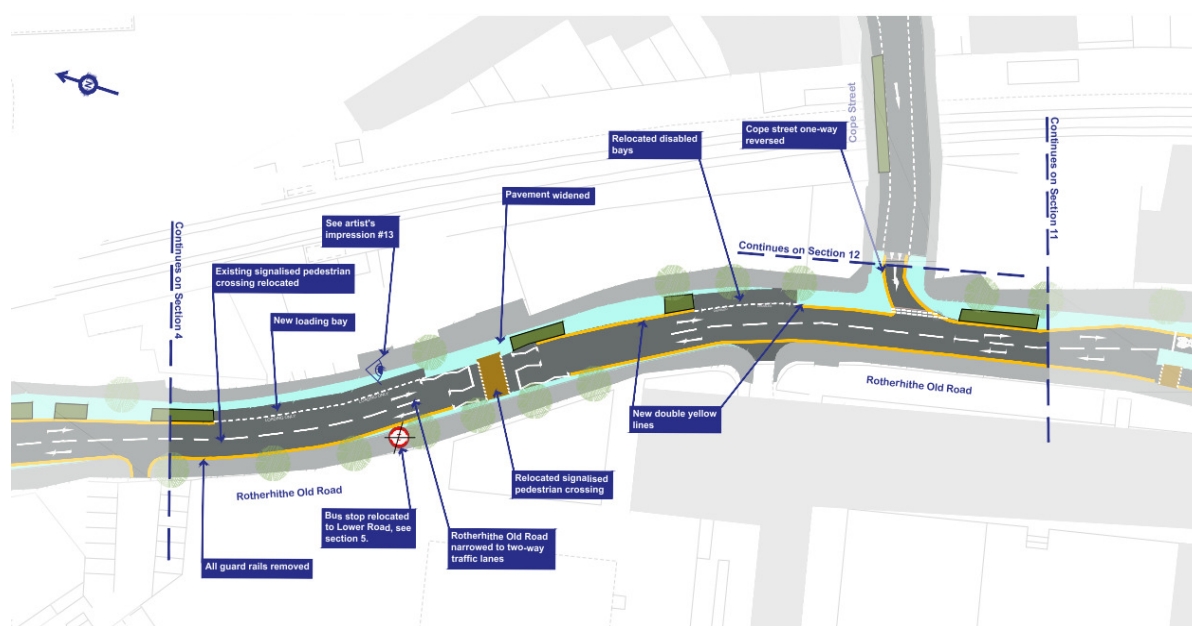 N
Cope Street
Cope street one-way
reversed
Relocated disabled
bays
Pavement widened
See artist's
impression #13
Continues on Section 4
Continues on Section 12
Continues on Section 11
Existing signalised pedestrian
crossing relocated
New loading bay
Rotherhithe Old Road
New double yellow
lines
Rotherhithe Old Road
Relocated signalised
pedestrian crossing
Bus stop relocated
to Lower Road, see
section 5.
Rotherhithe Old Road
narrowed to two-way
traffic lanes
All guard rails removed